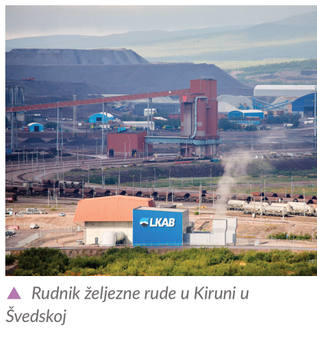 LKAB
Rudnik željezne rude u Kiruni u
Švedskoj